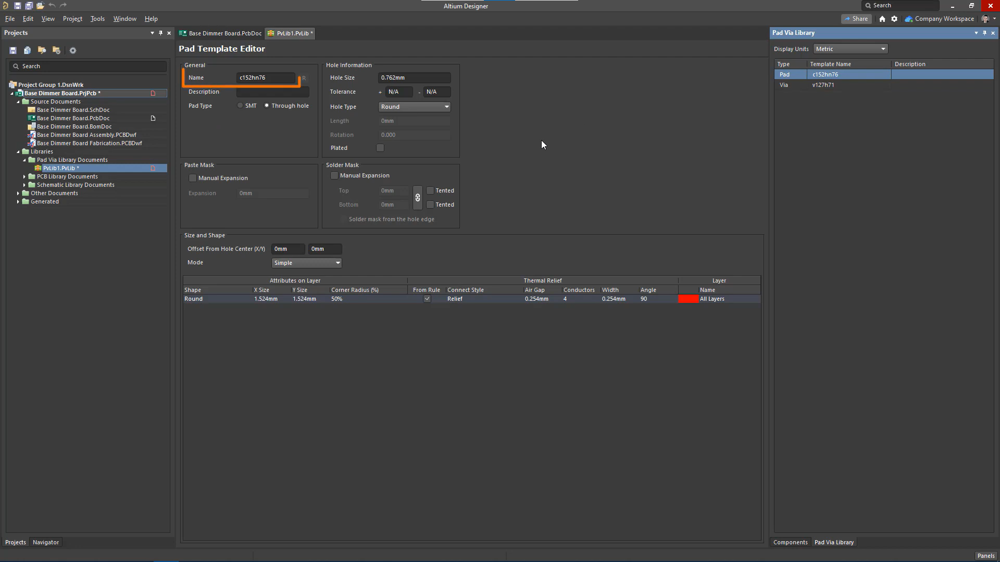 Altium Designer
Search
File Edit View Project Tools Window Help
Share Company Workspace
Projects
Base Dimmer Board.PcbDoc PvLib1.PvLib *
Pad Via Library
Pad Template Editor
Display Units Metric
Search
General
Name c152hn76 R
Description
Pad Type SMT Through hole
Hole Information
Hole Size 0.762mm
Tolerance + N/A - N/A
Hole Type Round
Length 0mm
Rotation 0.000
Plated
Type Template Name Description
Pad c152hn76
Via v127h71
Project Group 1.DsnWrk
Base Dimmer Board.PrjPcb *
Source Documents
Base Dimmer Board.SchDoc
Base Dimmer Board.PcbDoc
Base Dimmer Board.BomDoc
Base Dimmer Board Assembly.PCBDwf
Base Dimmer Board Fabrication.PCBDwf
Libraries
Pad Via Library Documents
PvLib1.PvLib *
PCB Library Documents
Schematic Library Documents
Other Documents
Generated
Paste Mask
Manual Expansion
Expansion 0mm
Solder Mask
Manual Expansion
Top 0mm Tented
Bottom 0mm Tented
Solder mask from the hole edge
Size and Shape
Offset From Hole Center (X/Y) 0mm 0mm
Mode Simple
Attributes on Layer Thermal Relief Layer
Shape X Size Y Size Corner Radius (%) From Rule Connect Style Air Gap Conductors Width Angle Name
Round 1.524mm 1.524mm 50% Relief 0.254mm 4 0.254mm 90 All Layers
Projects Navigator
Components Pad Via Library
Panels